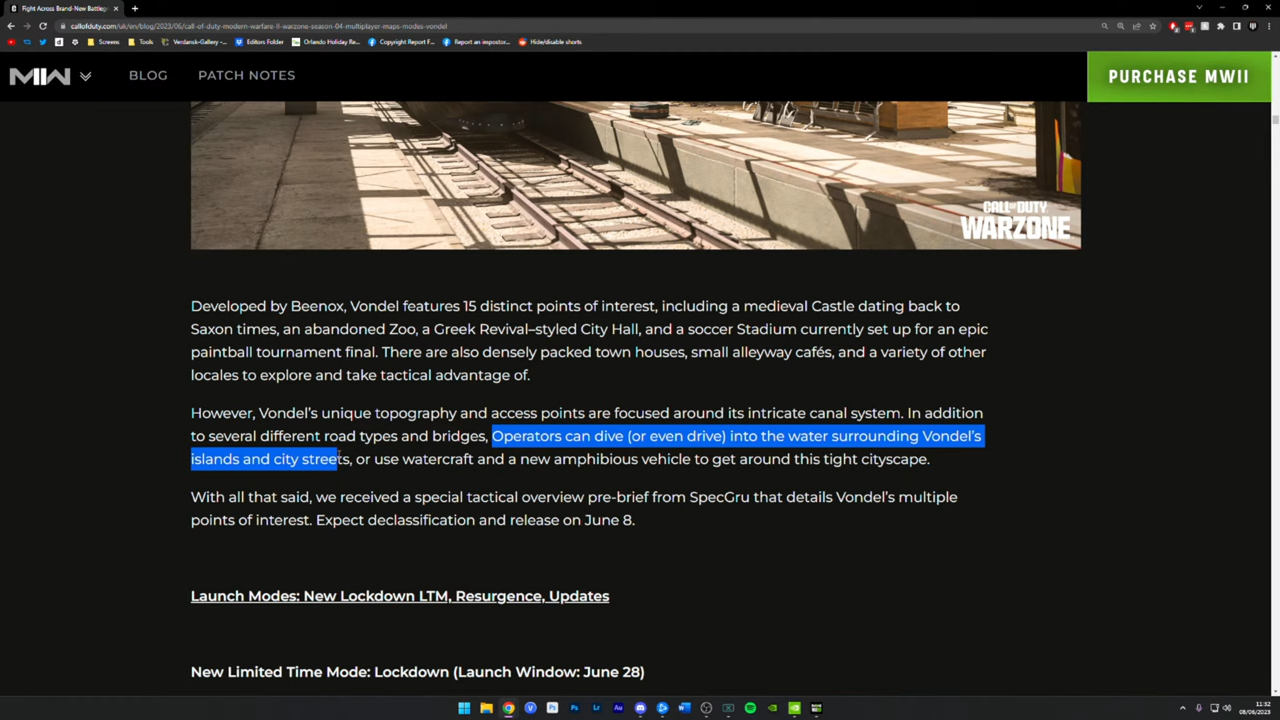 Fight Across Brand-New Battleg
callofduty.com/uk/en/blog/2023/06/call-of-duty-modern-warfare-II-warzone-season-04-multiplayer-maps-modes-vondel
Screens
Tools
Verdansk-Gallery -...
Editors Folder
Orlando Holiday Re...
Copyright Report F...
Report an impostor...
Hide/disable shorts
MWII
BLOG
PATCH NOTES
PURCHASE MWII
CALL OF DUTY
WARZONE
Developed by Beenox, Vondel features 15 distinct points of interest, including a medieval Castle dating back to
Saxon times, an abandoned Zoo, a Greek Revival–styled City Hall, and a soccer Stadium currently set up for an epic
paintball tournament final. There are also densely packed town houses, small alleyway cafés, and a variety of other
locales to explore and take tactical advantage of.
However, Vondel's unique topography and access points are focused around its intricate canal system. In addition
to several different road types and bridges, Operators can dive (or even drive) into the water surrounding Vondel's
islands and city streets, or use watercraft and a new amphibious vehicle to get around this tight cityscape.
With all that said, we received a special tactical overview pre-brief from SpecGru that details Vondel's multiple
points of interest. Expect declassification and release on June 8.
Launch Modes: New Lockdown LTM, Resurgence, Updates
New Limited Time Mode: Lockdown (Launch Window: June 28)
11:32
08/06/2023